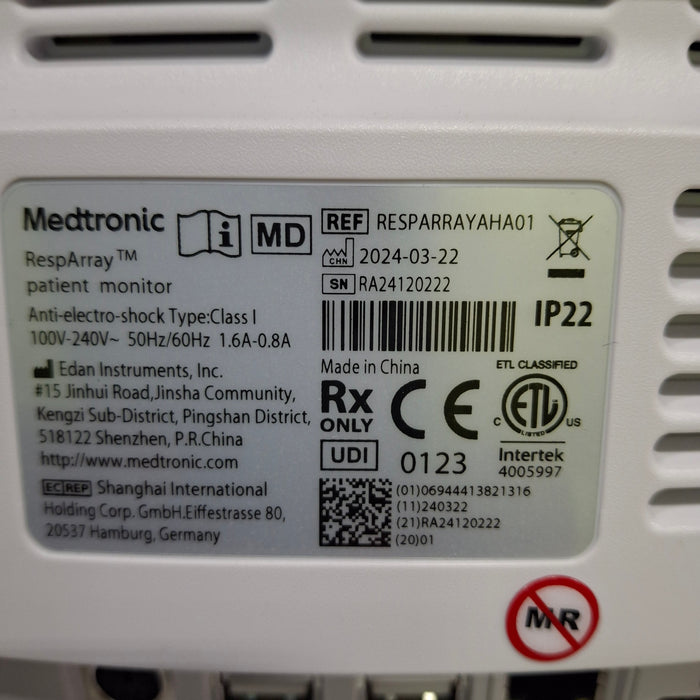 Medtronic
RespArray™
patient monitor
MD
REF RESPARRAYAHA01
CHN 2024-03-22
SN RA24120222
IP22
Anti-electro-shock Type:Class I
100V-240V~ 50Hz/60Hz 1.6A-0.8A
Edan Instruments, Inc.
#15 Jinhui Road,Jinsha Community,
Kengzi Sub-District, Pingshan District,
518122 Shenzhen, P.R.China
http://www.medtronic.com
EC REP Shanghai International
Holding Corp. GmbH.Eiffestrasse 80,
20537 Hamburg, Germany
Made in China
Rx
ONLY
CE
0123
ETL CLASSIFIED
C ETL US
LISTED
Intertek
4005997
UDI
(01)06944413821316
(11)240322
(21)RA24120222
(20)01
MR